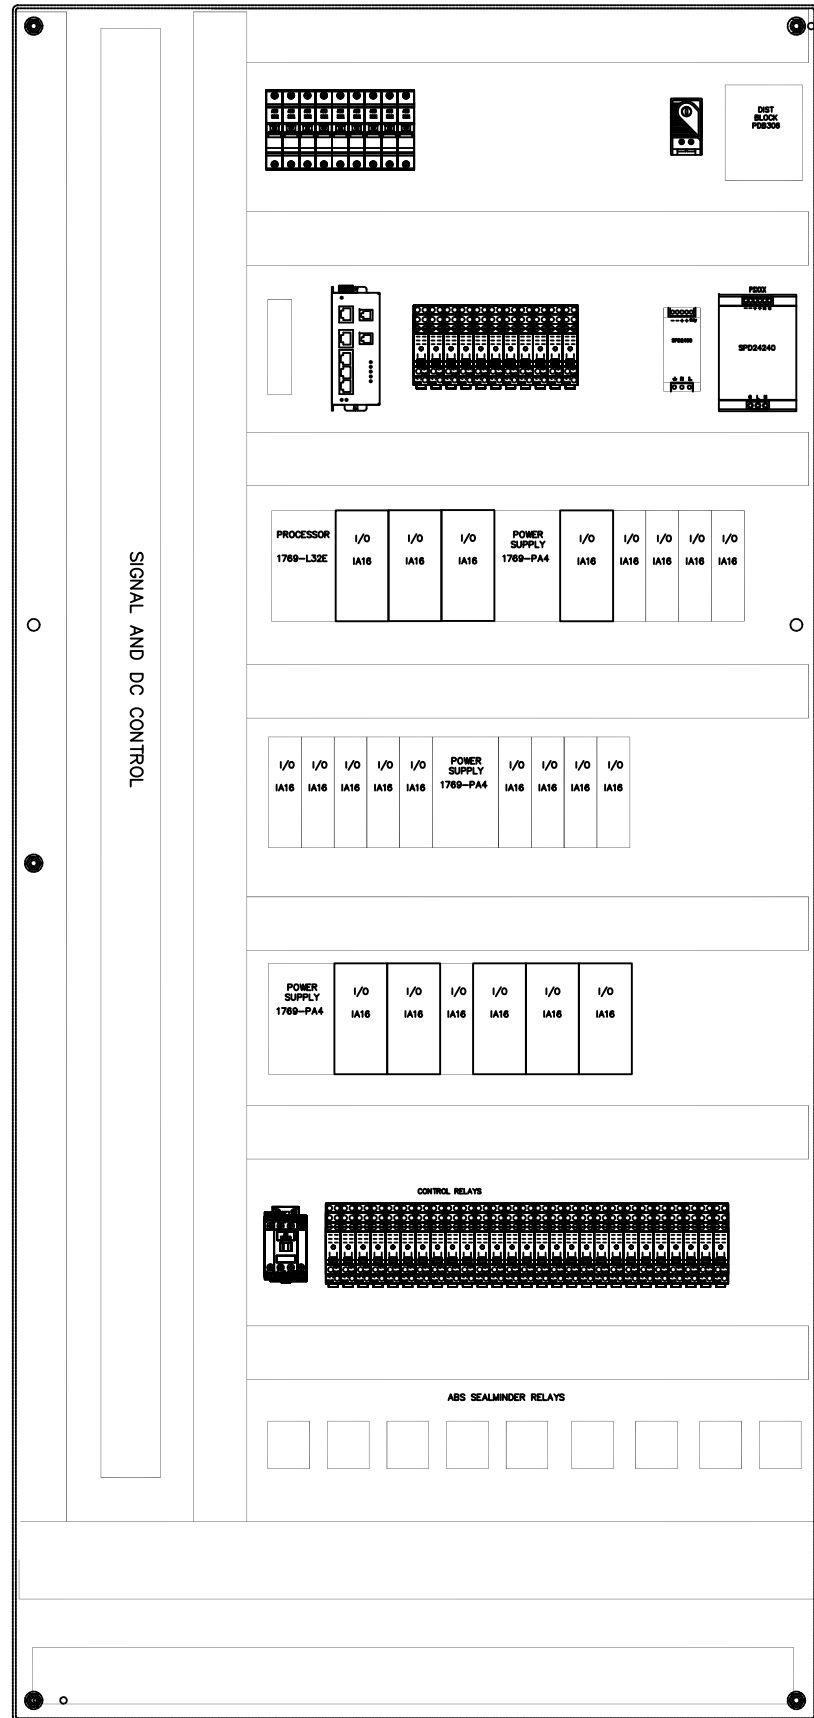 DIST
BLOCK
PDB306
SPD24240
PROCESSOR
1769-L32E
I/O
IA16
I/O
IA16
I/O
IA16
POWER
SUPPLY
1769-PA4
I/O
IA16
I/O
IA16
I/O
IA16
I/O
IA16
I/O
IA16
SIGNAL AND DC CONTROL
I/O
IA16
I/O
IA16
I/O
IA16
I/O
IA16
I/O
IA16
POWER
SUPPLY
1769-PA4
I/O
IA16
I/O
IA16
I/O
IA16
I/O
IA16
POWER
SUPPLY
1769-PA4
I/O
IA16
I/O
IA16
I/O
IA16
I/O
IA16
I/O
IA16
I/O
IA16
CONTROL RELAYS
ABS SEALMINDER RELAYS